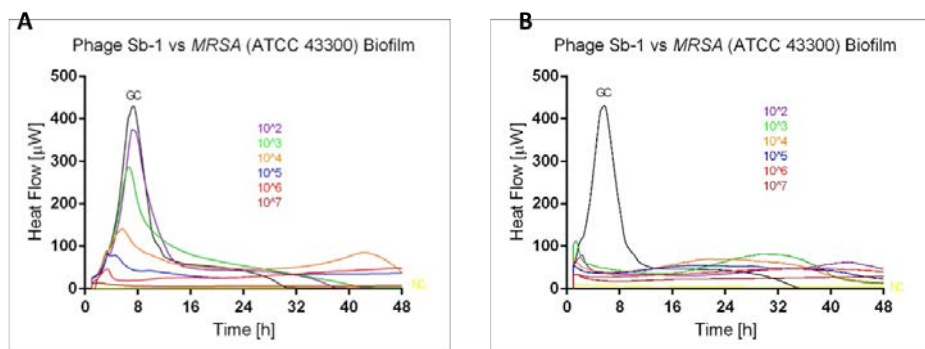 A
Phage Sb-1 vs MRSA (ATCC 43300) Biofilm
Heat Flow [µW]
500
400
300
200
100
0
GC
10^2
10^3
10^4
10^5
10^6
10^7
NC
0 8 16 24 32 40 48
Time [h]
B
Phage Sb-1 vs MRSA (ATCC 43300) Biofilm
Heat Flow [µW]
500
400
300
200
100
0
GC
10^2
10^3
10^4
10^5
10^6
10^7
NC
0 8 16 24 32 40 48
Time [h]